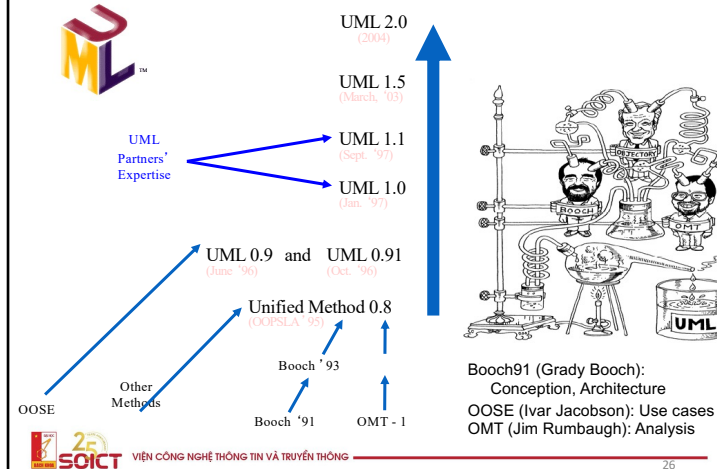 UML
TM
UML 2.0
(2004)
UML 1.5
(March, '03)
UML
Partners'
Expertise
UML 1.1
(Sept. '97)
UML 1.0
(Jan. '97)
UML 0.9 and UML 0.91
(June '96) (Oct. '96)
Unified Method 0.8
(OOPSLA '95)
Booch '93
Other
Methods
OOSE
Booch '91
OMT - 1
OBJECTORY
BOOCH
OMT
UML
Booch91 (Grady Booch):
Conception, Architecture
OOSE (Ivar Jacobson): Use cases
OMT (Jim Rumbaugh): Analysis
25
SOICT
VIỆN CÔNG NGHỆ THÔNG TIN VÀ TRUYỀN THÔNG
26